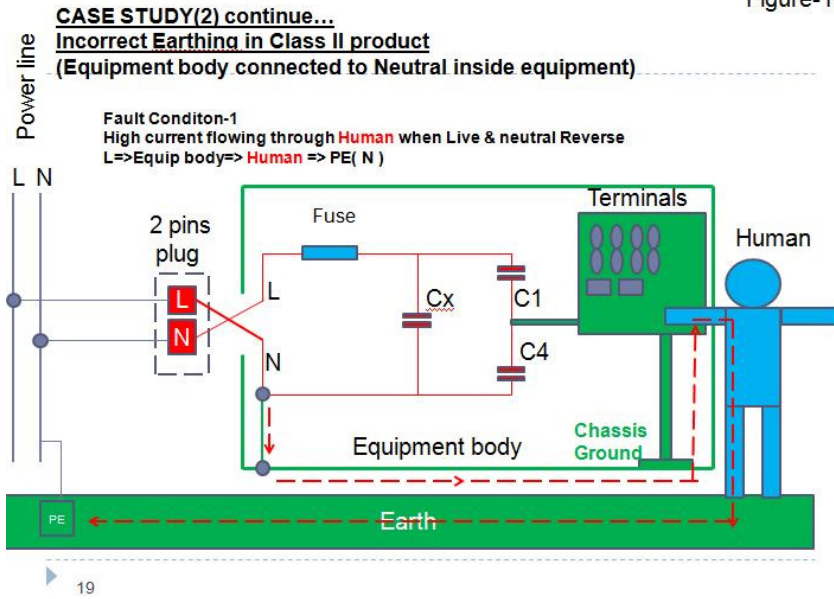 Figure-1
CASE STUDY(2) continue…
Incorrect Earthing in Class II product
(Equipment body connected to Neutral inside equipment)
Power line
Fault Conditon-1
High current flowing through Human when Live & neutral Reverse
L=>Equip body=> Human => PE( N )
L N
2 pins
plug
Fuse
Terminals
Human
L
N
L
N
Cx
C1
C4
Equipment body
Chassis
Ground
PE
Earth
19